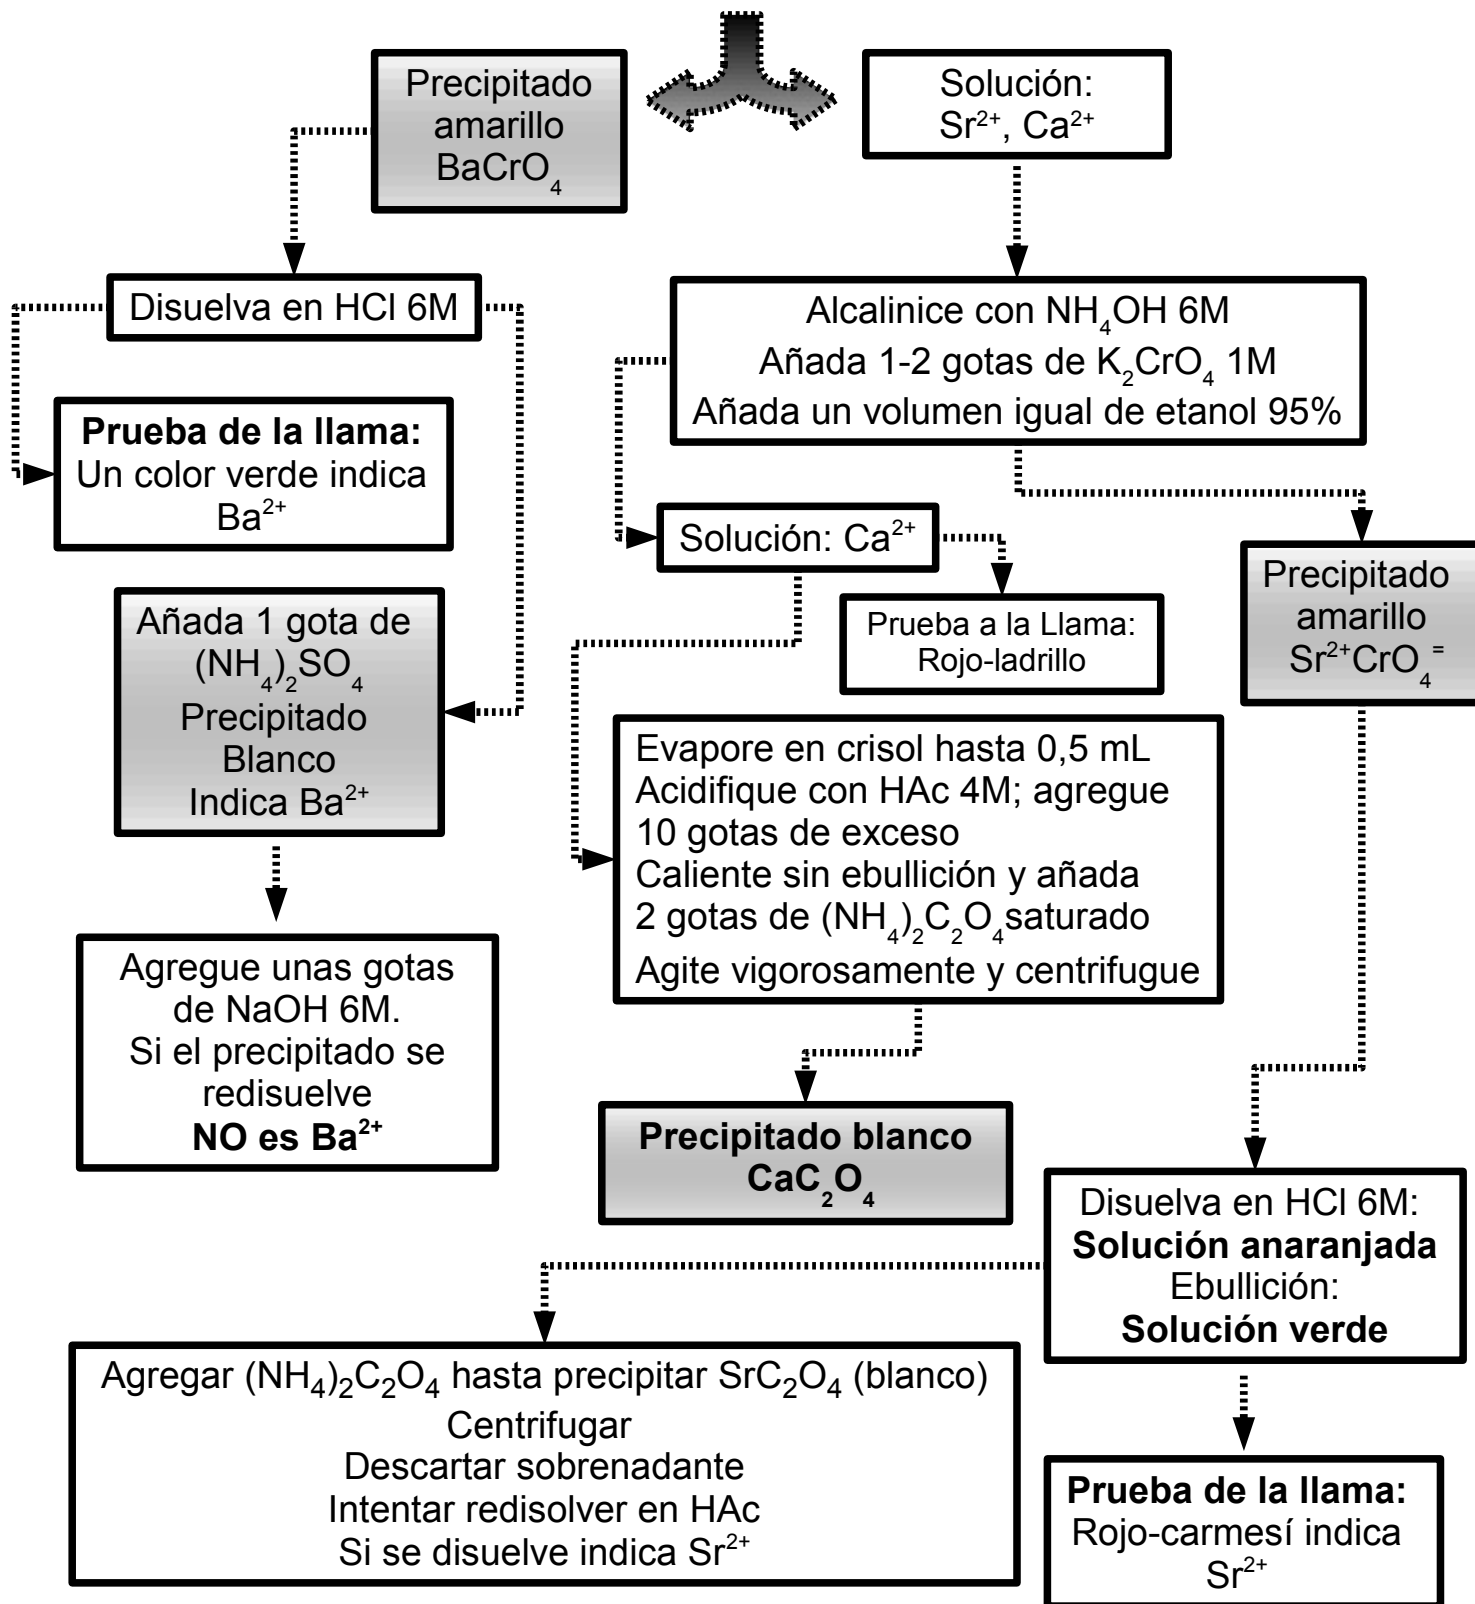 Precipitado
amarillo
BaCrO₄
Solución:
Sr²⁺, Ca²⁺
Disuelva en HCl 6M
Alcalinice con NH₄OH 6M
Añada 1-2 gotas de K₂CrO₄ 1M
Añada un volumen igual de etanol 95%
Prueba de la llama:
Un color verde indica
Ba²⁺
Solución: Ca²⁺
Precipitado
amarillo
Sr²⁺CrO₄⁼
Añada 1 gota de
(NH₄)₂SO₄
Precipitado
Blanco
Indica Ba²⁺
Prueba a la Llama:
Rojo-ladrillo
Evapore en crisol hasta 0,5 mL
Acidifique con HAc 4M; agregue
10 gotas de exceso
Caliente sin ebullición y añada
2 gotas de (NH₄)₂C₂O₄saturado
Agite vigorosamente y centrifugue
Agregue unas gotas
de NaOH 6M.
Si el precipitado se
redisuelve
NO es Ba²⁺
Precipitado blanco
CaC₂O₄
Disuelva en HCl 6M:
Solución anaranjada
Ebullición:
Solución verde
Agregar (NH₄)₂C₂O₄ hasta precipitar SrC₂O₄ (blanco)
Centrifugar
Descartar sobrenadante
Intentar redisolver en HAc
Si se disuelve indica Sr²⁺
Prueba de la llama:
Rojo-carmesí indica
Sr²⁺